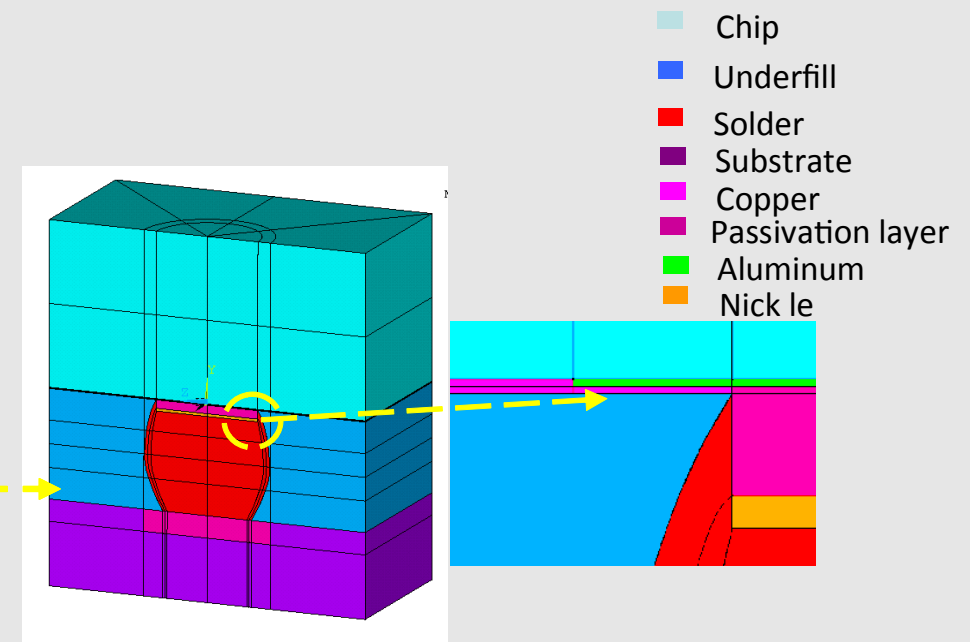 Chip
Underfill
Solder
Substrate
Copper
Passivation layer
Aluminum
Nick le
Y